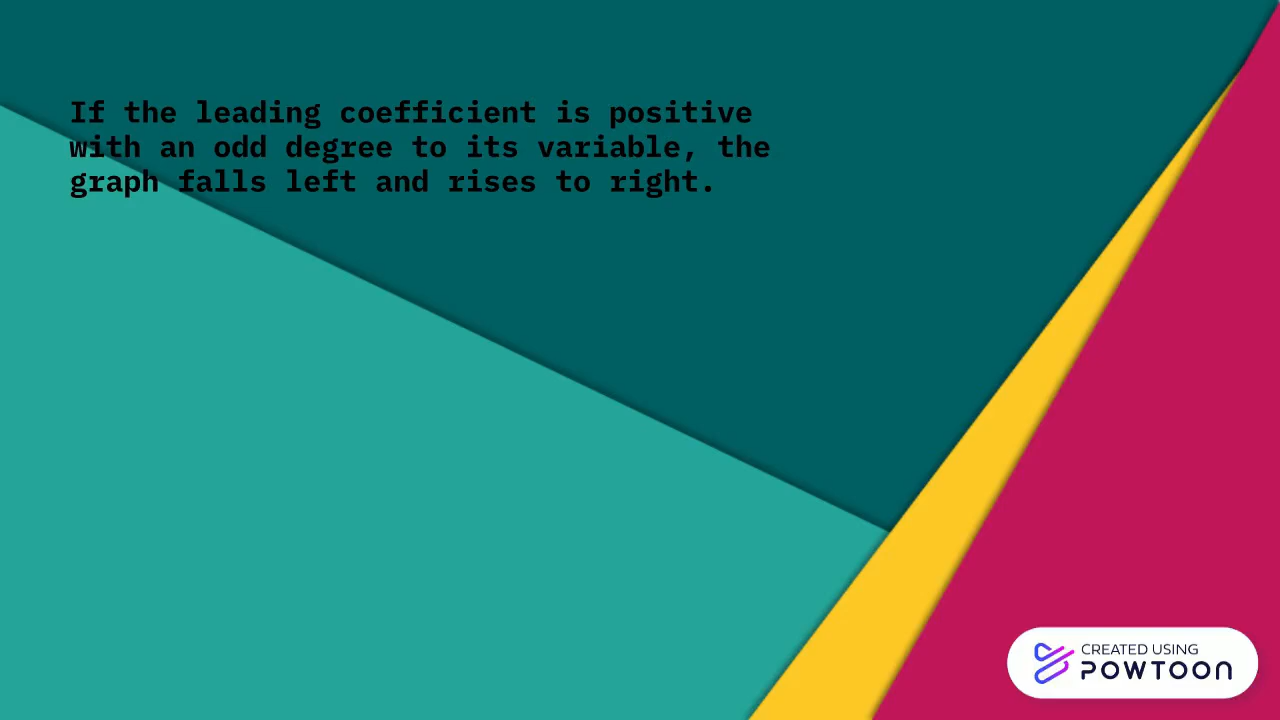 If the leading coefficient is positive
with an odd degree to its variable, the
graph falls left and rises to right.
CREATED USING
POWTOON